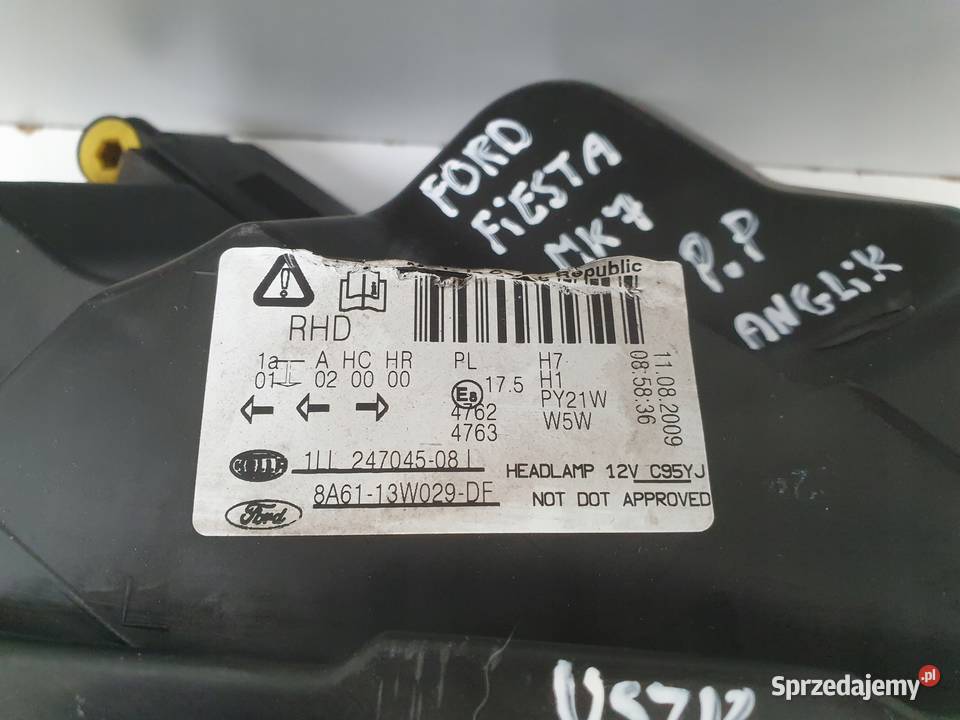 FORD
FiESTA
MK7
P.P
ANGLiK
Republic
RHD
1a A HC HR PL H7
01 02 00 00 E8 17.5 H1
4762 PY21W
4763 W5W
11.08.2009
08:58:36
HELLA 1LL 247045-08
HEADLAMP 12V C95YJ
Ford 8A61-13W029-DF
NOT DOT APPROVED
L
Sprzedajemy.pl